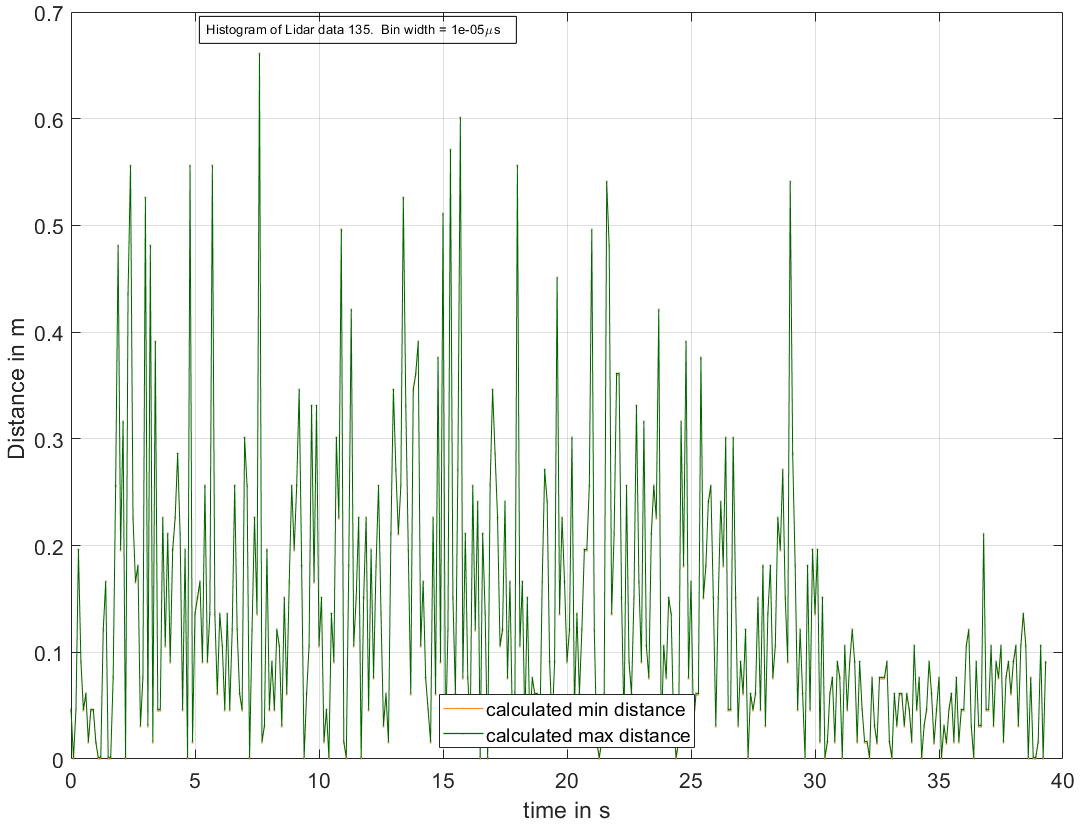 Histogram of Lidar data 135.  Bin width = 1e-05μs
0.7
0.6
0.5
0.4
0.3
0.2
0.1
0
Distance in m
calculated min distance
calculated max distance
0 5 10 15 20 25 30 35 40
time in s